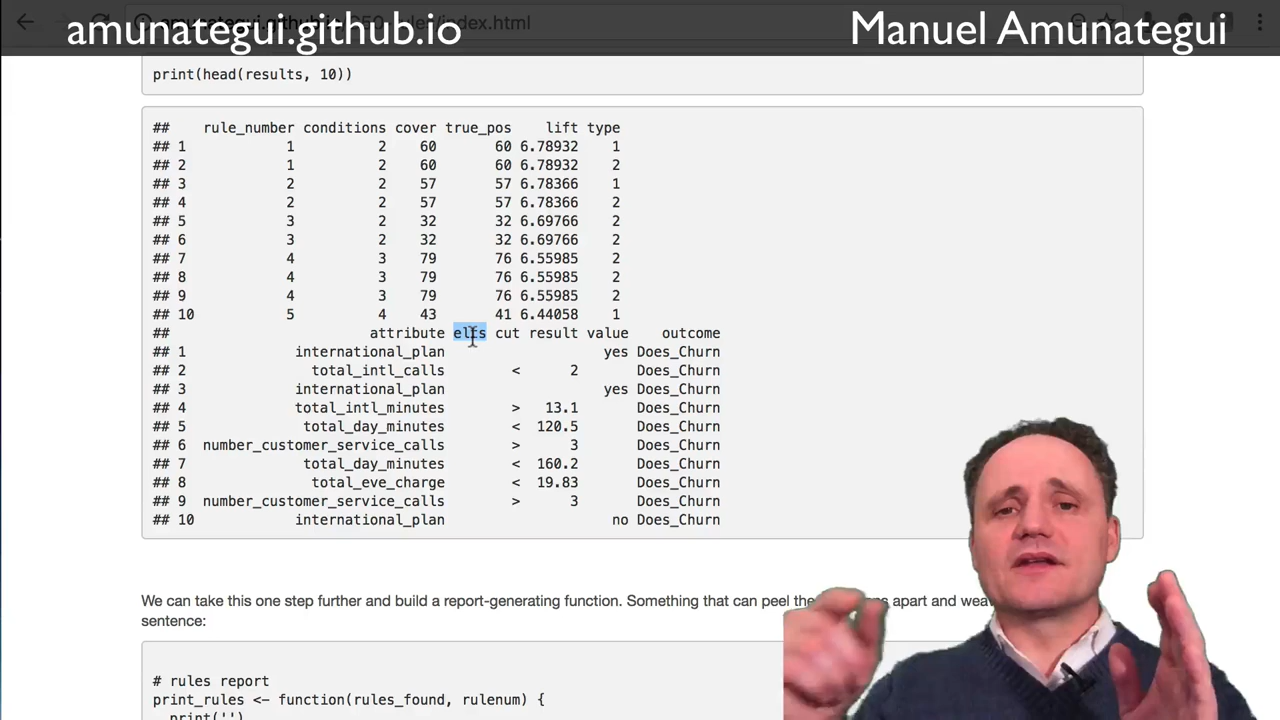 amunategui.github.io
Manuel Amunategui
index.html
print(head(results, 10))
## rule_number conditions cover true_pos lift type
## 1 1 2 60 60 6.78932 1
## 2 1 2 60 60 6.78932 2
## 3 2 2 57 57 6.78366 1
## 4 2 2 57 57 6.78366 2
## 5 3 2 32 32 6.69766 2
## 6 3 2 32 32 6.69766 2
## 7 4 3 79 76 6.55985 2
## 8 4 3 79 76 6.55985 2
## 9 4 3 79 76 6.55985 2
## 10 5 4 43 41 6.44058 1
## attribute elts cut result value outcome
## 1 international_plan yes Does_Churn
## 2 total_intl_calls < 2 Does_Churn
## 3 international_plan yes Does_Churn
## 4 total_intl_minutes > 13.1 Does_Churn
## 5 total_day_minutes < 120.5 Does_Churn
## 6 number_customer_service_calls > 3 Does_Churn
## 7 total_day_minutes < 160.2 Does_Churn
## 8 total_eve_charge < 19.83 Does_Churn
## 9 number_customer_service_calls > 3 Does_Churn
## 10 international_plan no Does_Churn
We can take this one step further and build a report-generating function. Something that can peel the apart and
sentence:
# rules report
print_rules <- function(rules_found, rulenum) {
print('')